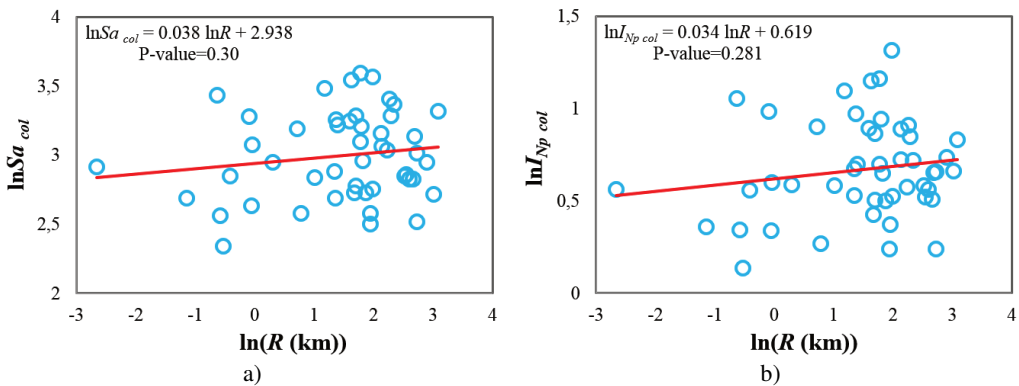 lnSa col = 0.038 lnR + 2.938
P-value=0.30
4
3,5
3
2,5
2
lnSa col
-3 -2 -1 0 1 2 3 4
ln(R (km))
a)
lnI Np col = 0.034 lnR + 0.619
P-value=0.281
1,5
1
0,5
0
lnI Np col
-3 -2 -1 0 1 2 3 4
ln(R (km))
b)